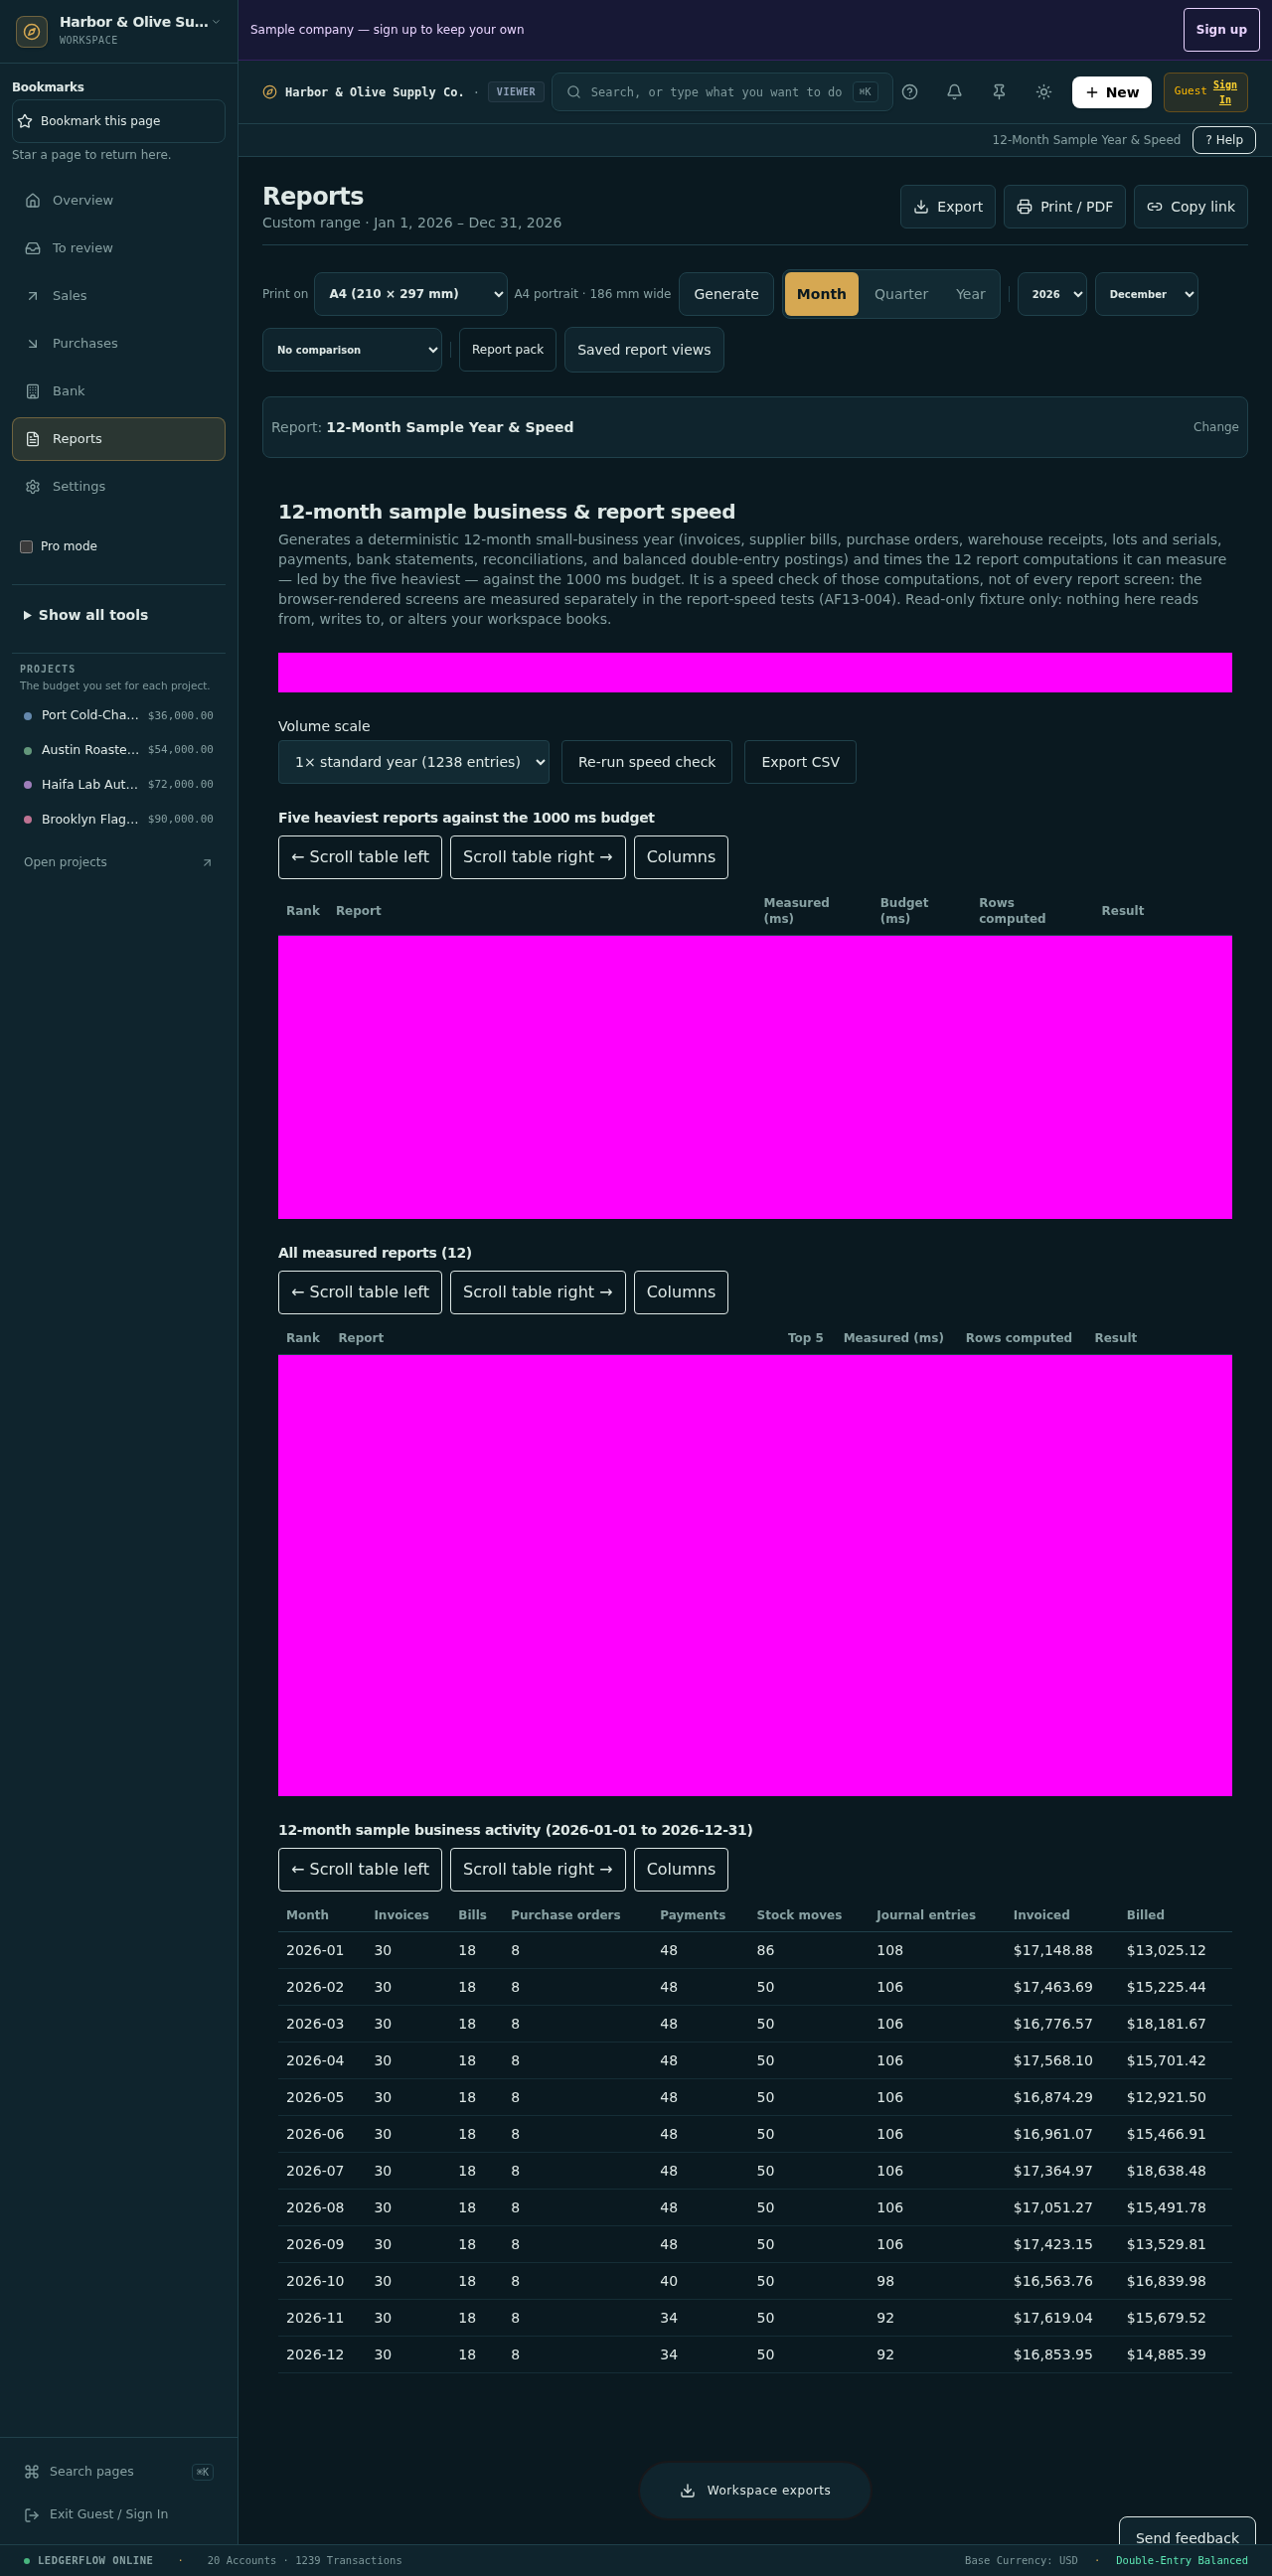 Harbor & Olive Su...
WORKSPACE
Bookmarks
Bookmark this page
Star a page to return here.
Overview
To review
Sales
Purchases
Bank
Reports
Settings
Pro mode
Show all tools
PROJECTS
The budget you set for each project.
Port Cold-Cha... $36,000.00
Austin Roaste... $54,000.00
Haifa Lab Aut... $72,000.00
Brooklyn Flag... $90,000.00
Open projects
Search pages ⌘K
Exit Guest / Sign In
Sample company — sign up to keep your own
Sign up
Harbor & Olive Supply Co. · VIEWER
Search, or type what you want to do ⌘K
+ New
Guest Sign In
12-Month Sample Year & Speed
? Help
Reports
Custom range · Jan 1, 2026 – Dec 31, 2026
Export
Print / PDF
Copy link
Print on A4 (210 × 297 mm) A4 portrait · 186 mm wide Generate Month Quarter Year 2026 December
No comparison Report pack Saved report views
Report: 12-Month Sample Year & Speed Change
12-month sample business & report speed
Generates a deterministic 12-month small-business year (invoices, supplier bills, purchase orders, warehouse receipts, lots and serials,
payments, bank statements, reconciliations, and balanced double-entry postings) and times the 12 report computations it can measure
— led by the five heaviest — against the 1000 ms budget. It is a speed check of those computations, not of every report screen: the
browser-rendered screens are measured separately in the report-speed tests (AF13-004). Read-only fixture only: nothing here reads
from, writes to, or alters your workspace books.
Volume scale
1× standard year (1238 entries) Re-run speed check Export CSV
Five heaviest reports against the 1000 ms budget
← Scroll table left Scroll table right → Columns
Rank Report Measured (ms) Budget (ms) Rows computed Result
All measured reports (12)
← Scroll table left Scroll table right → Columns
Rank Report Top 5 Measured (ms) Rows computed Result
12-month sample business activity (2026-01-01 to 2026-12-31)
← Scroll table left Scroll table right → Columns
Month Invoices Bills Purchase orders Payments Stock moves Journal entries Invoiced Billed
2026-01 30 18 8 48 86 108 $17,148.88 $13,025.12
2026-02 30 18 8 48 50 106 $17,463.69 $15,225.44
2026-03 30 18 8 48 50 106 $16,776.57 $18,181.67
2026-04 30 18 8 48 50 106 $17,568.10 $15,701.42
2026-05 30 18 8 48 50 106 $16,874.29 $12,921.50
2026-06 30 18 8 48 50 106 $16,961.07 $15,466.91
2026-07 30 18 8 48 50 106 $17,364.97 $18,638.48
2026-08 30 18 8 48 50 106 $17,051.27 $15,491.78
2026-09 30 18 8 48 50 106 $17,423.15 $13,529.81
2026-10 30 18 8 40 50 98 $16,563.76 $16,839.98
2026-11 30 18 8 34 50 92 $17,619.04 $15,679.52
2026-12 30 18 8 34 50 92 $16,853.95 $14,885.39
Workspace exports
Send feedback
LEDGERFLOW ONLINE · 20 Accounts · 1239 Transactions
Base Currency: USD · Double-Entry Balanced